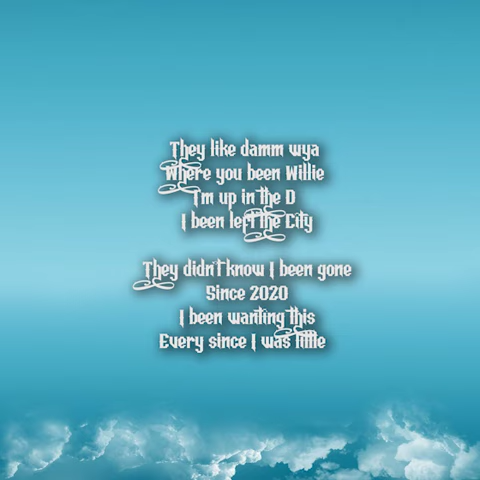 They like damm wya
Where you been Willie
I'm up in the D
I been left the City
They didn't know I been gone
Since 2020
I been wanting this
Every since I was little